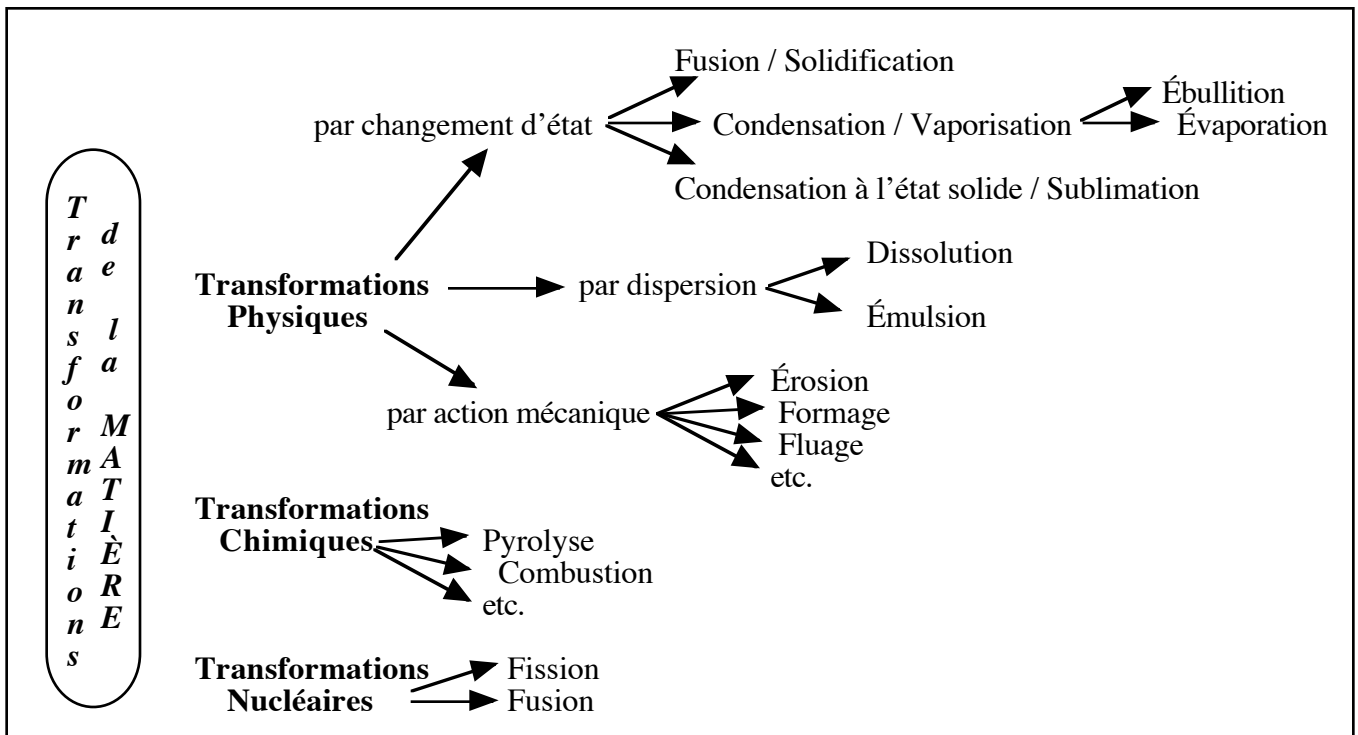 Transformations
de la MATIÈRE
Fusion / Solidification
par changement d’état
Condensation / Vaporisation
Ébullition
Évaporation
Condensation à l’état solide / Sublimation
Transformations
Physiques
par dispersion
Dissolution
Émulsion
par action mécanique
Érosion
Formage
Fluage
etc.
Transformations
Chimiques
Pyrolyse
Combustion
etc.
Transformations
Nucléaires
Fission
Fusion